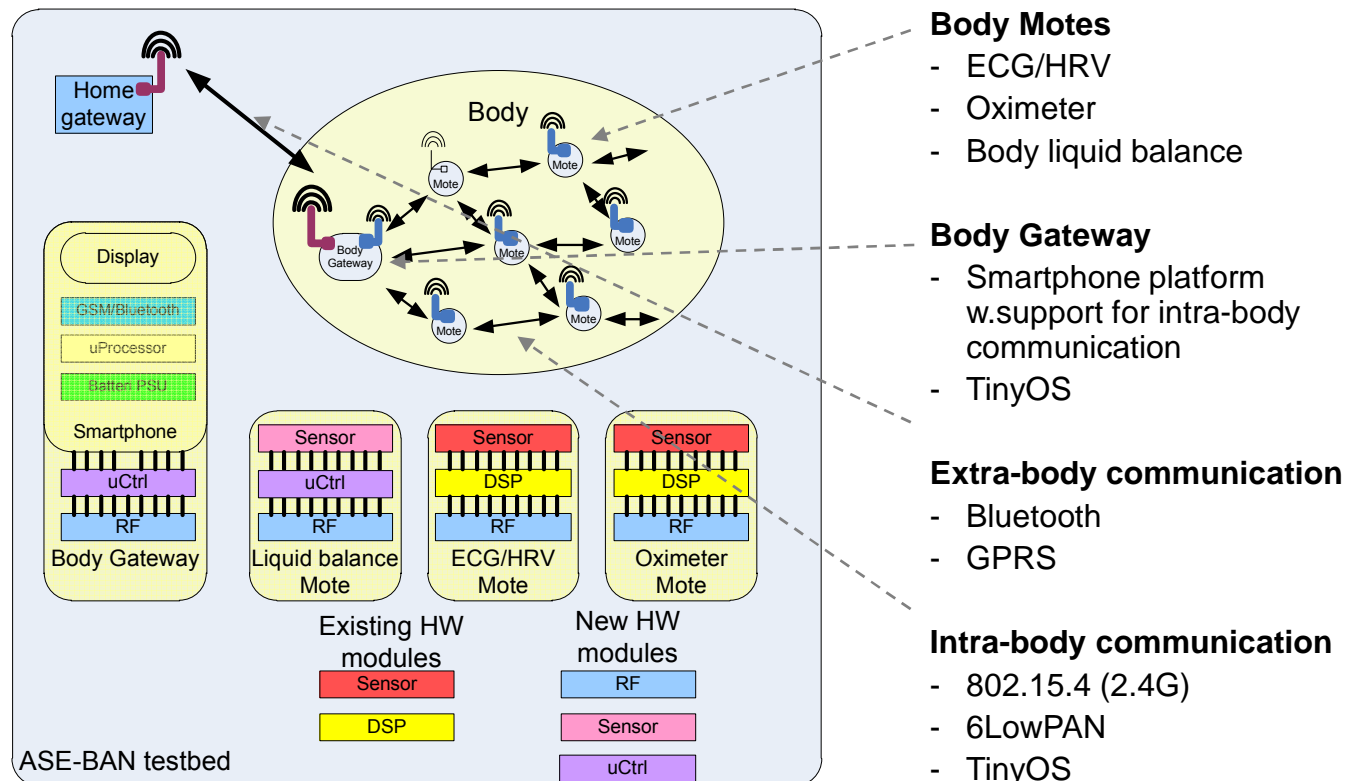 Home
gateway
Body
Mote
Mote
Mote
Mote
Body
Gateway
Mote
Mote
Display
GSM/Bluetooth
uProcessor
Batteri PSU
Smartphone
uCtrl
RF
Body Gateway
Sensor
uCtrl
RF
Liquid balance
Mote
Sensor
DSP
RF
ECG/HRV
Mote
Sensor
DSP
RF
Oximeter
Mote
Existing HW
modules
Sensor
DSP
New HW
modules
RF
Sensor
uCtrl
ASE-BAN testbed
Body Motes
- ECG/HRV
- Oximeter
- Body liquid balance
Body Gateway
- Smartphone platform
w.support for intra-body
communication
- TinyOS
Extra-body communication
- Bluetooth
- GPRS
Intra-body communication
- 802.15.4 (2.4G)
- 6LowPAN
- TinyOS